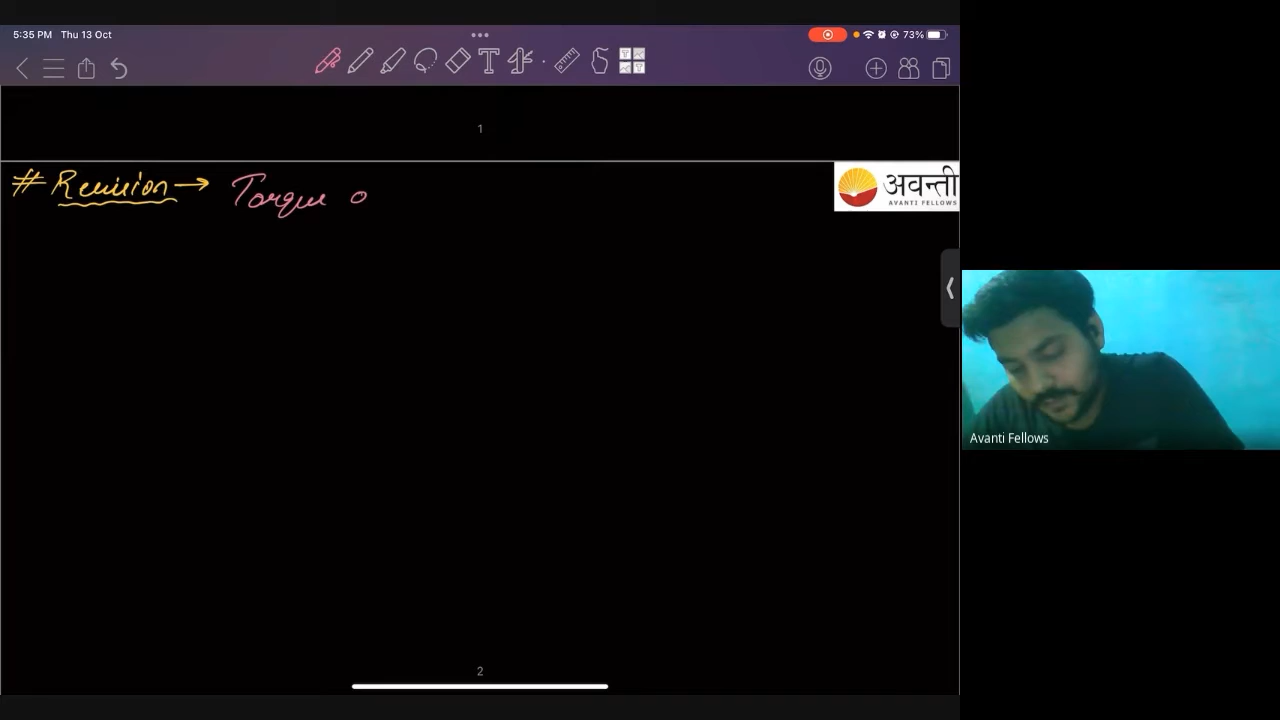 5:35 PM Thu 13 Oct
73%
1
# Revision → Torque o
अवन्ती
AVANTI FELLOWS
Avanti Fellows
2